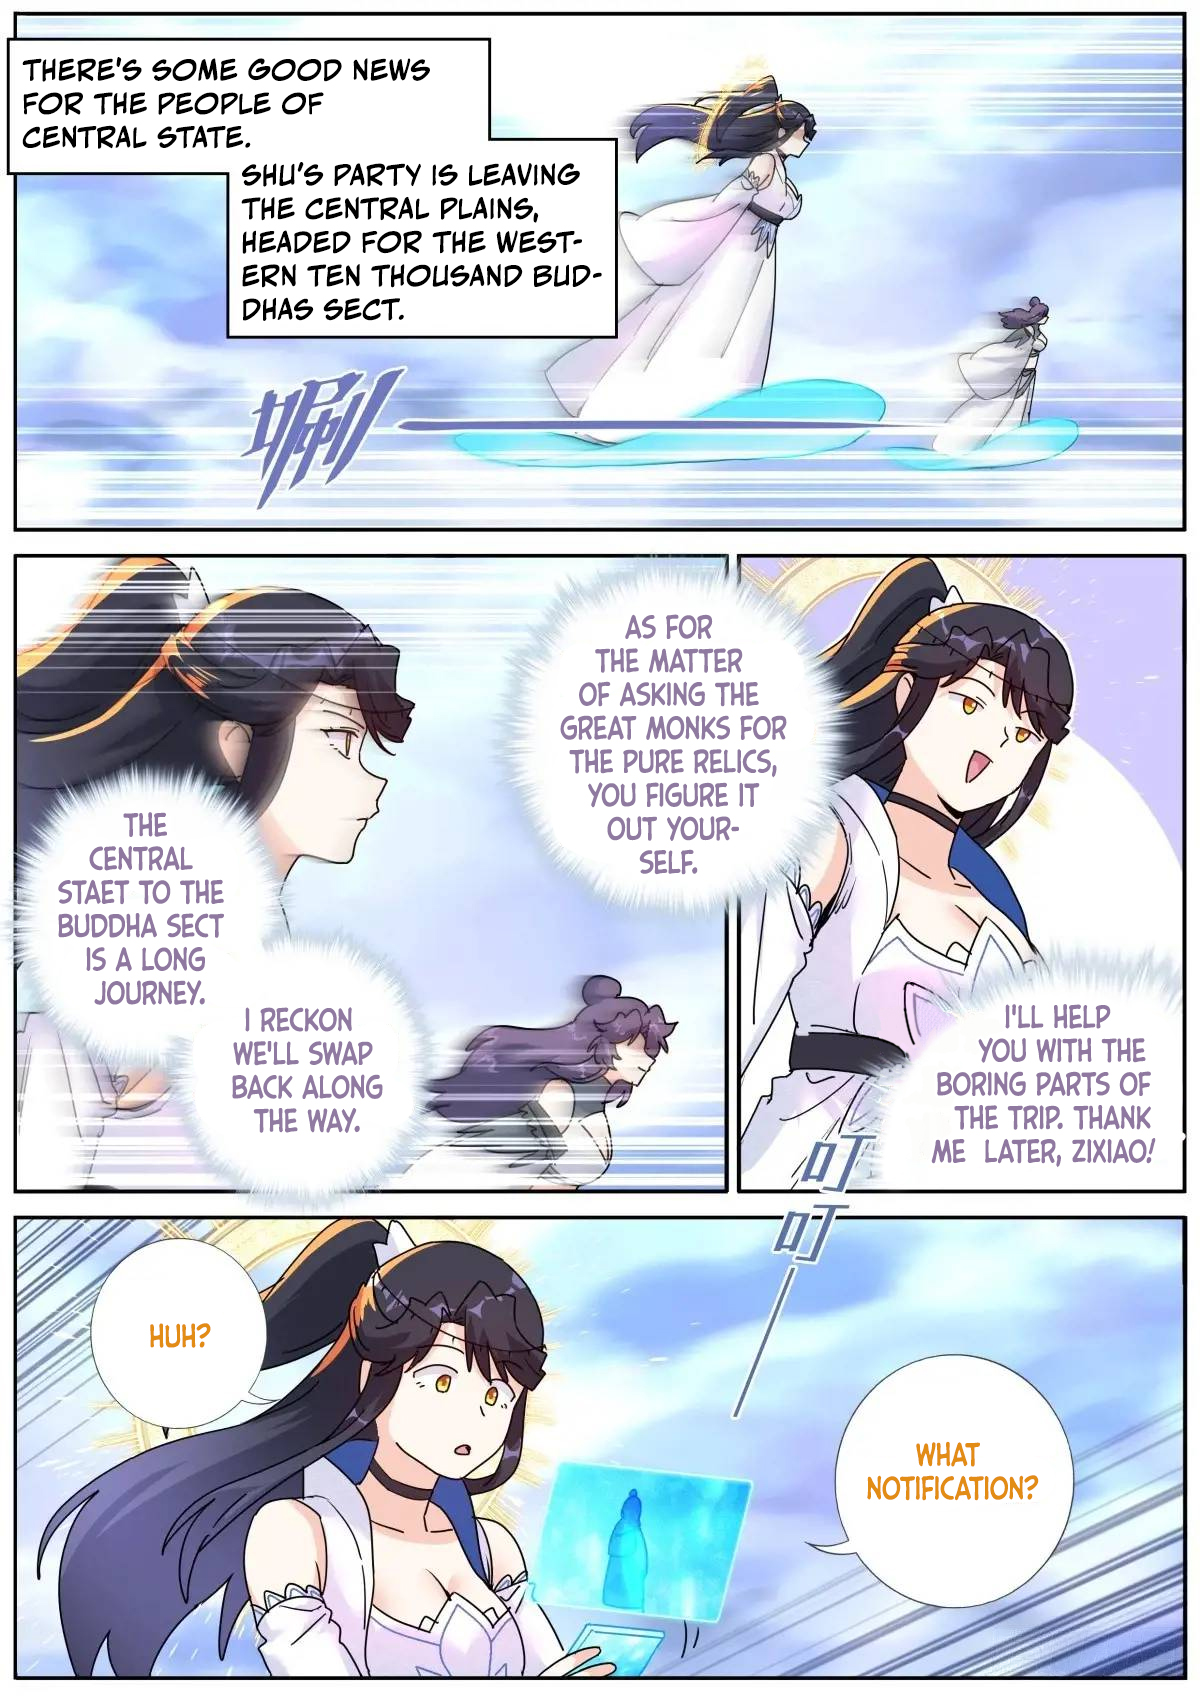 THERE'S SOME GOOD NEWS
FOR THE PEOPLE OF
CENTRAL STATE.
SHU'S PARTY IS LEAVING
THE CENTRAL PLAINS,
HEADED FOR THE WEST-
ERN TEN THOUSAND BUD-
DHAS SECT.
唰
THE
CENTRAL
STAET TO THE
BUDDHA SECT
IS A LONG
JOURNEY.
I RECKON
WE'LL SWAP
BACK ALONG
THE WAY.
AS FOR
THE MATTER
OF ASKING THE
GREAT MONKS FOR
THE PURE RELICS,
YOU FIGURE IT
OUT YOUR-
SELF.
I'LL HELP
YOU WITH THE
BORING PARTS OF
THE TRIP. THANK
ME LATER, ZIXIAO!
叮
叮
HUH?
WHAT
NOTIFICATION?